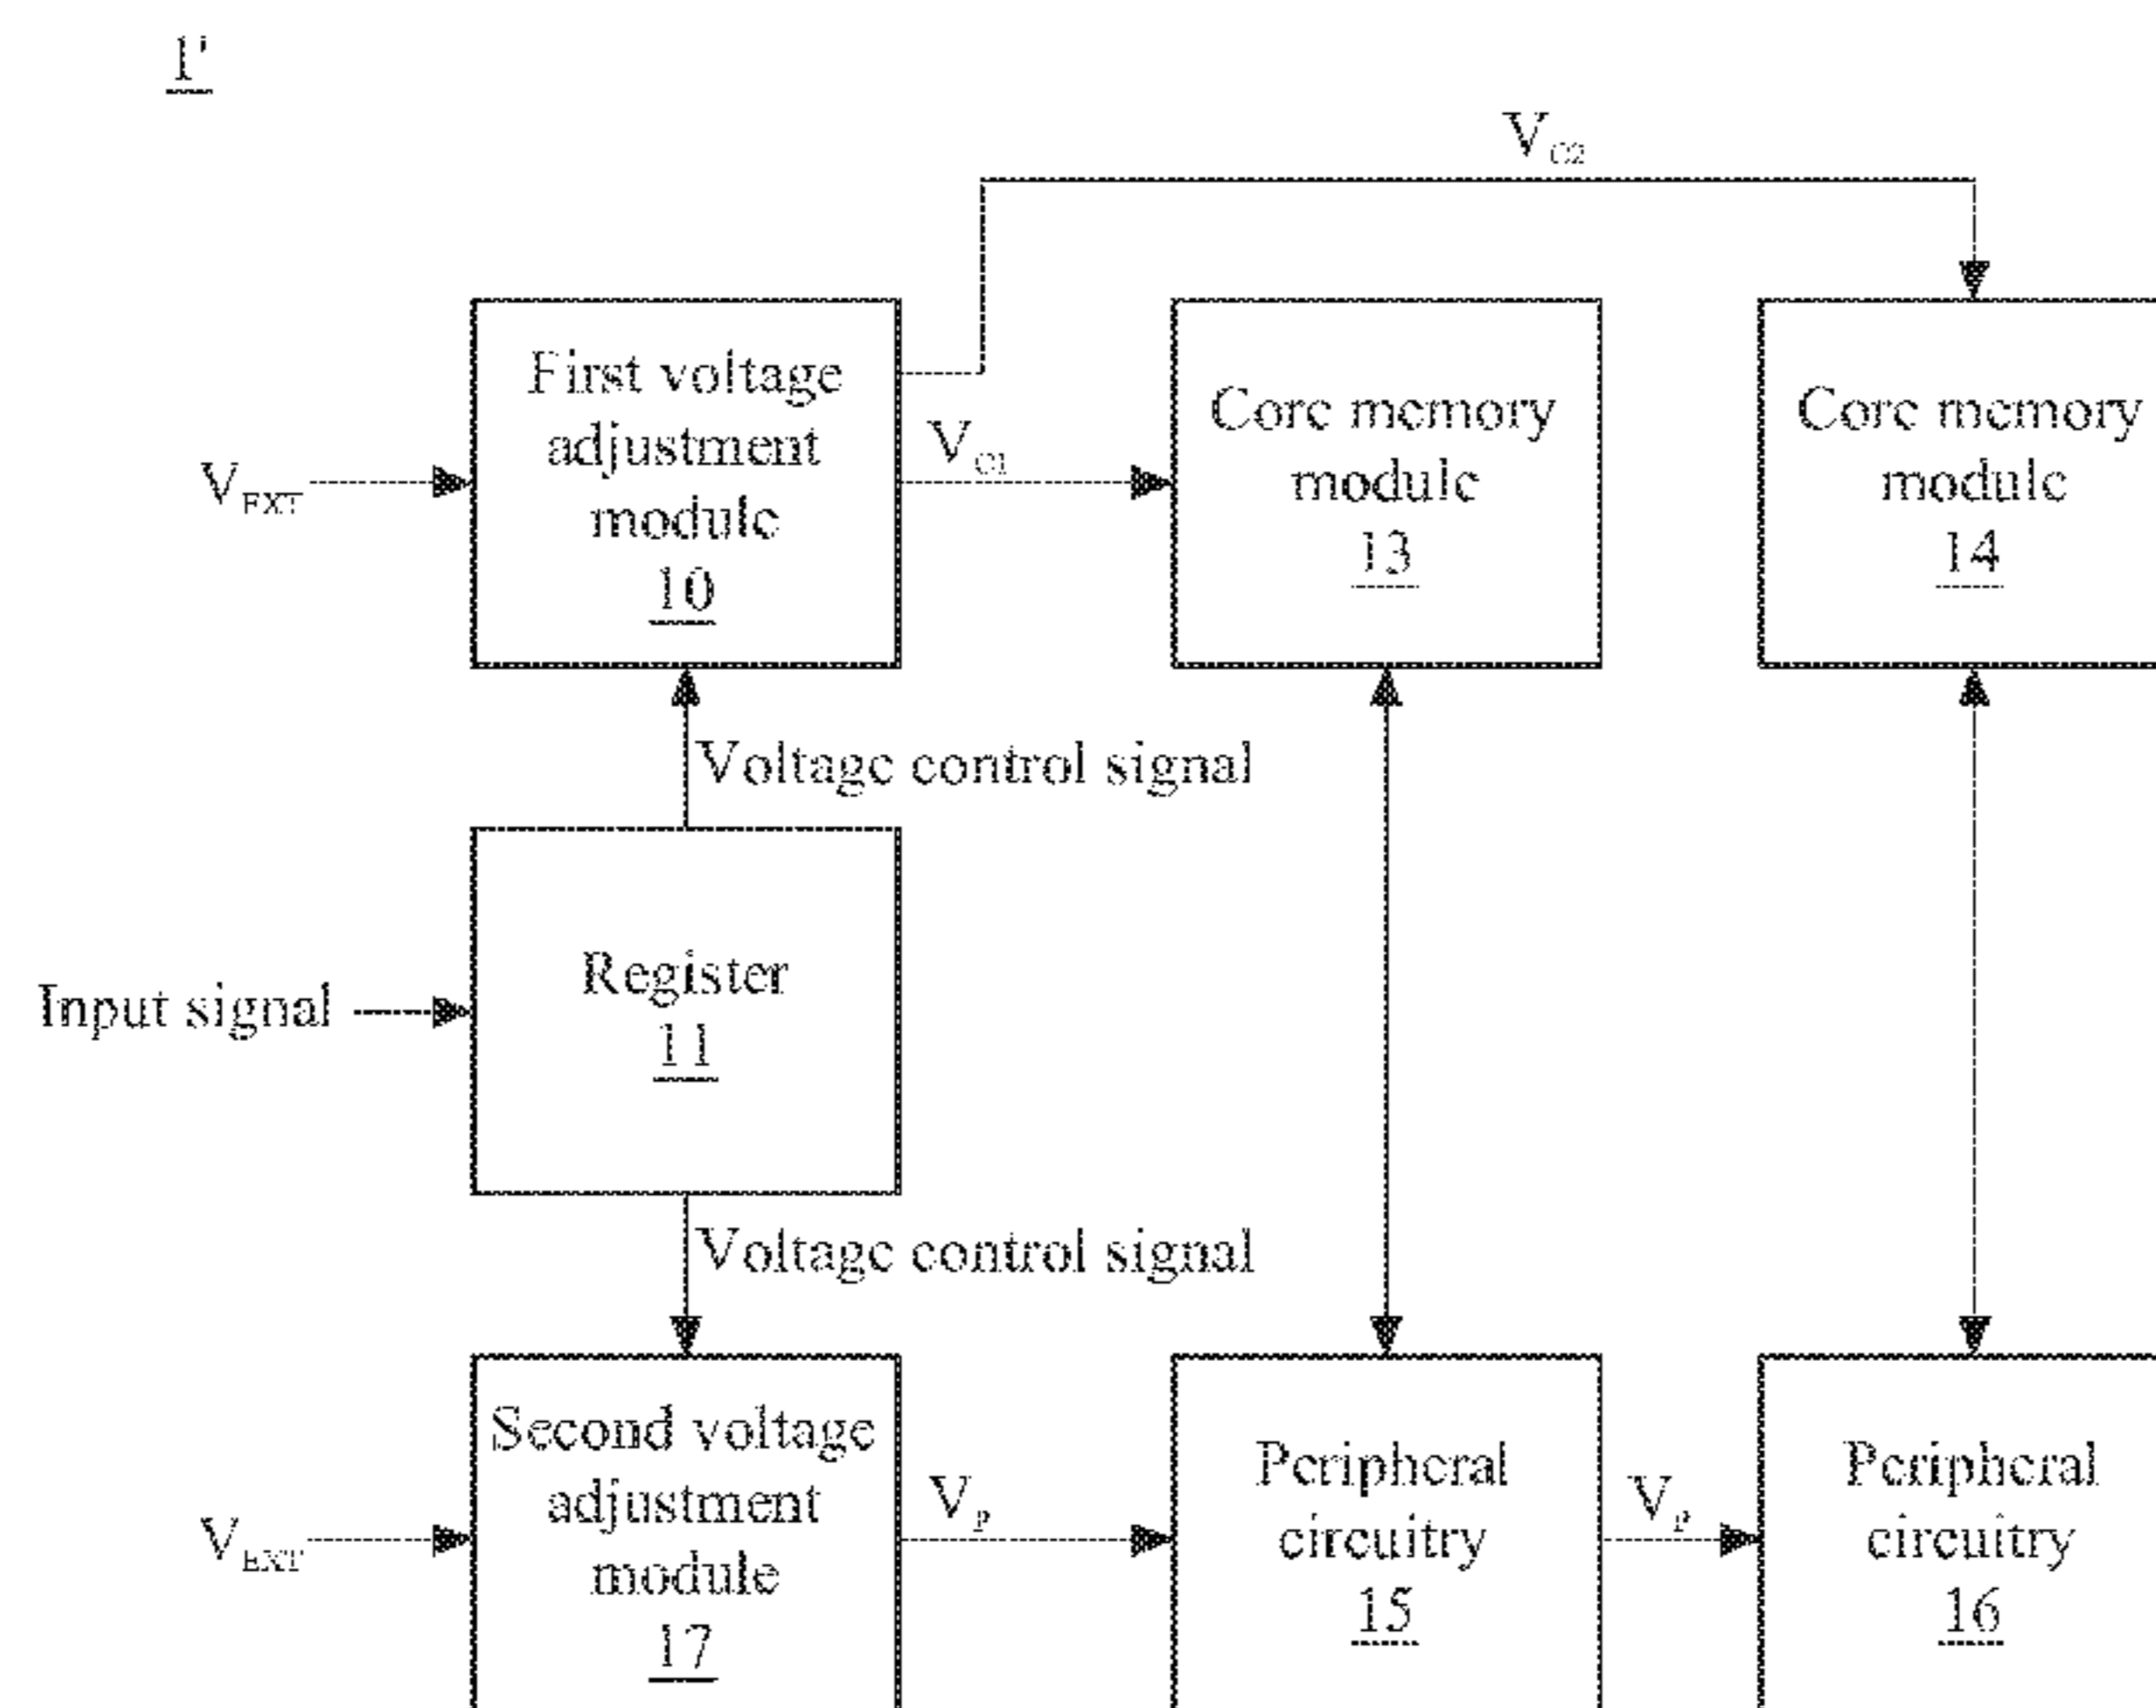 1'
V_C2
First voltage
adjustment
module
10
V_EXT
V_C1
Core memory
module
13
Core memory
module
14
Voltage control signal
Input signal
Register
11
Voltage control signal
Second voltage
adjustment
module
17
V_EXT
V_P
Peripheral
circuitry
15
V_P
Peripheral
circuitry
16